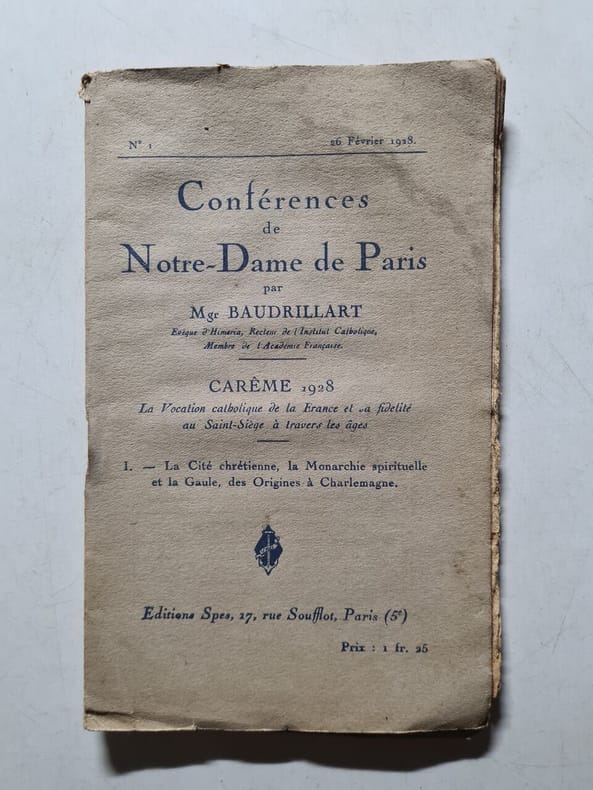 Nº 1
26 Février 1928.
Conférences
de
Notre-Dame de Paris
par
Mgr BAUDRILLART
Evêque d'Himeria, Recteur de l'Institut Catholique,
Membre de l'Académie Française.
CARÊME 1928
La Vocation catholique de la France et sa fidélité
au Saint-Siège à travers les âges
I. — La Cité chrétienne, la Monarchie spirituelle
et la Gaule, des Origines à Charlemagne.
Editions Spes, 17, rue Soufflot, Paris (5ᵉ)
Prix : 1 fr. 25